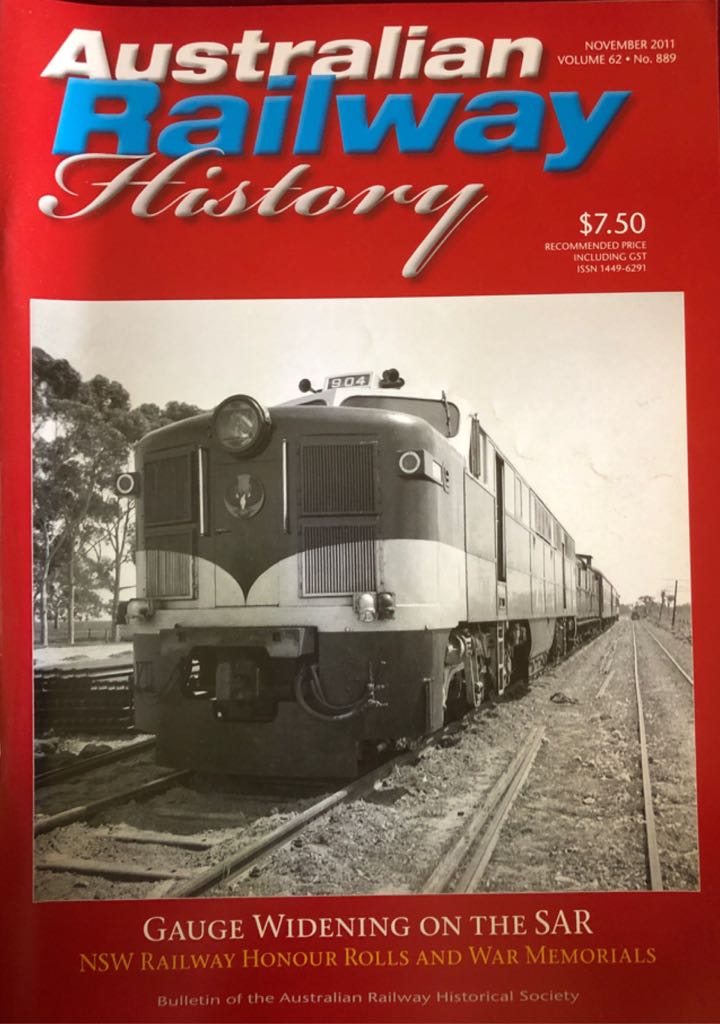 Australian
Railway
History
NOVEMBER 2011
VOLUME 62 • No. 889
$7.50
RECOMMENDED PRICE
INCLUDING GST
ISSN 1449-6291
904
GAUGE WIDENING ON THE SAR
NSW RAILWAY HONOUR ROLLS AND WAR MEMORIALS
Bulletin of the Australian Railway Historical Society